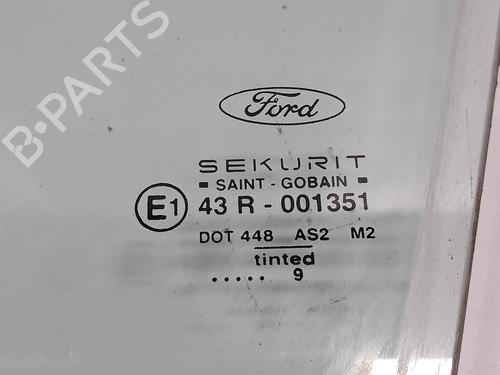 B-PARTS
Ford
SEKURIT
SAINT - GOBAIN
E1 43 R - 001351
DOT 448 AS2 M2
tinted
..... 9